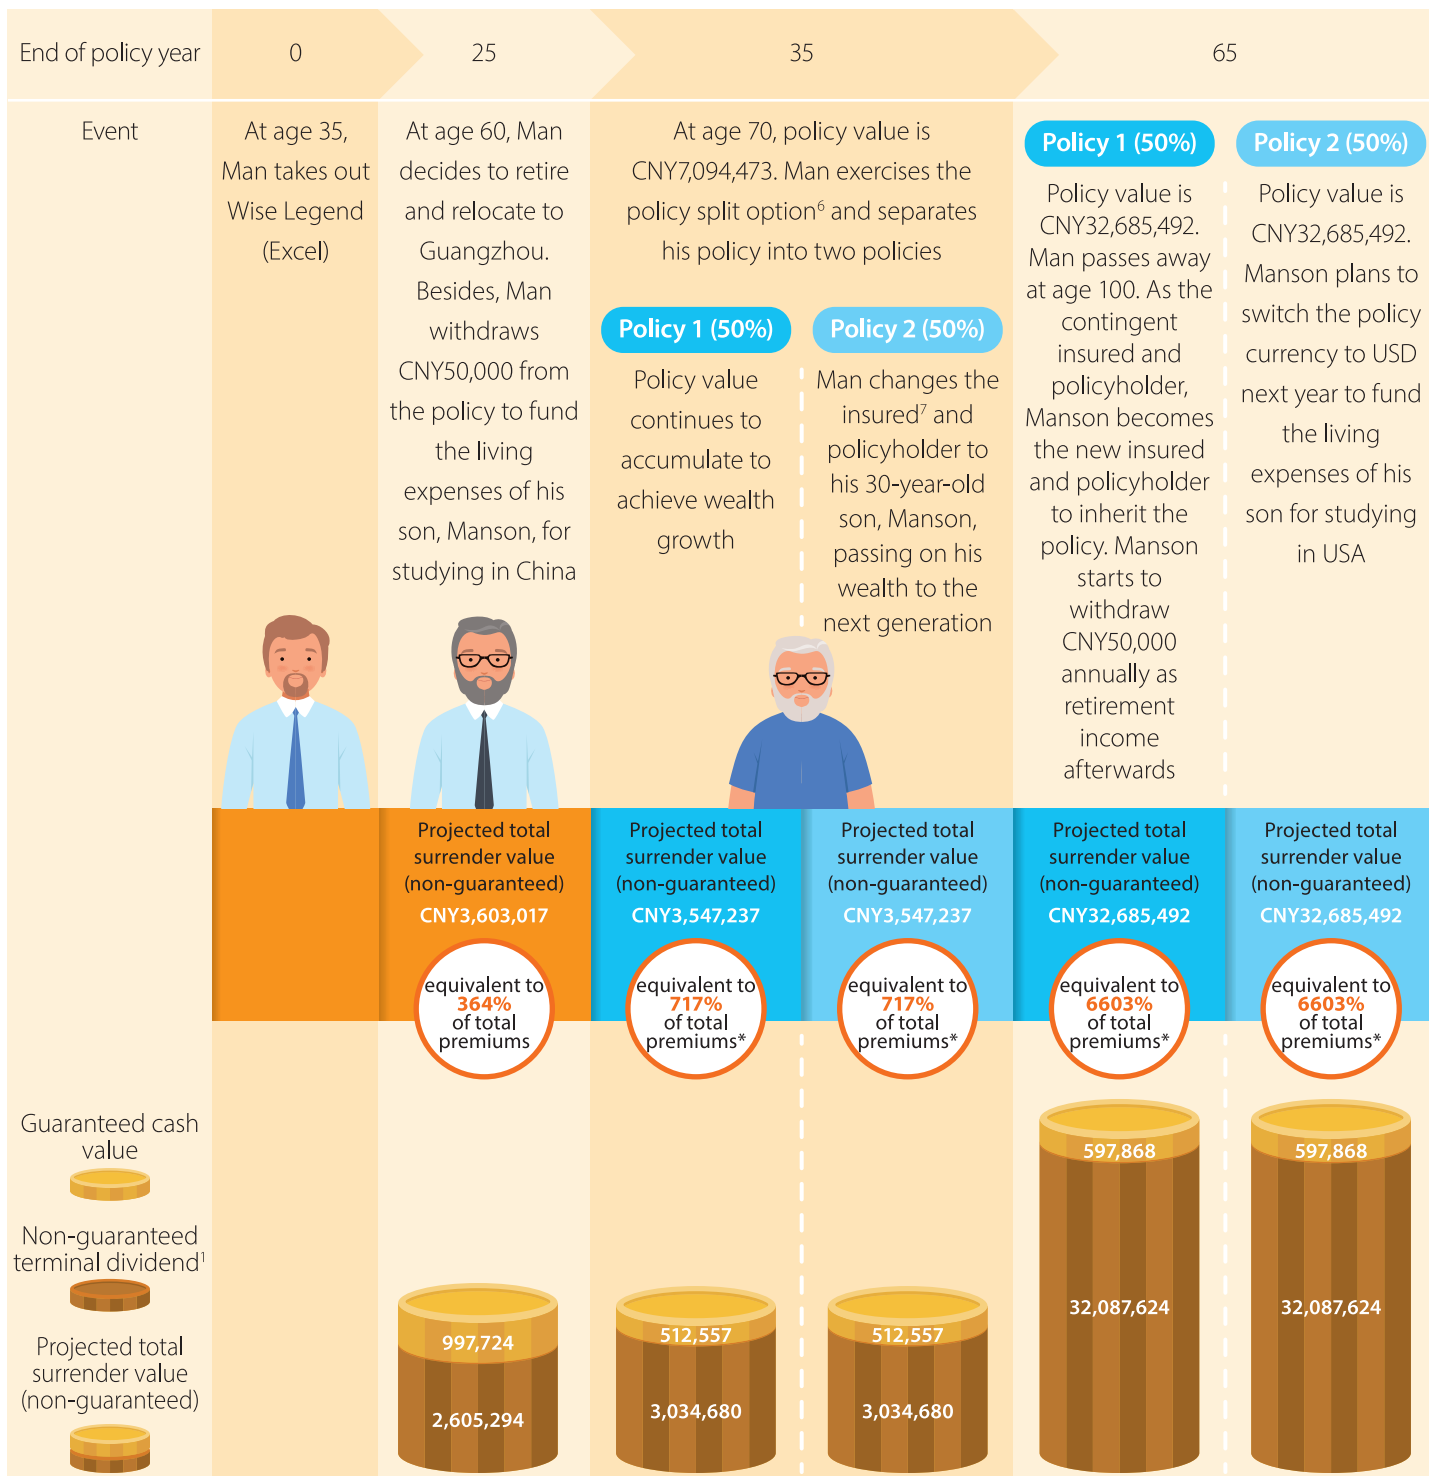 End of policy year
0
25
35
65
Event
At age 35,
Man takes out
Wise Legend
(Excel)
At age 60, Man
decides to retire
and relocate to
Guangzhou.
Besides, Man
withdraws
CNY50,000 from
the policy to fund
the living
expenses of his
son, Manson, for
studying in China
At age 70, policy value is
CNY7,094,473. Man exercises the
policy split option⁶ and separates
his policy into two policies
Policy 1 (50%)
Policy value
continues to
accumulate to
achieve wealth
growth
Policy 2 (50%)
Man changes the
insured⁷ and
policyholder to
his 30-year-old
son, Manson,
passing on his
wealth to the
next generation
Policy 1 (50%)
Policy value is
CNY32,685,492.
Man passes away
at age 100. As the
contingent
insured and
policyholder,
Manson becomes
the new insured
and policyholder
to inherit the
policy. Manson
starts to
withdraw
CNY50,000
annually as
retirement
income
afterwards
Policy 2 (50%)
Policy value is
CNY32,685,492.
Manson plans to
switch the policy
currency to USD
next year to fund
the living
expenses of his
son for studying
in USA
Projected total
surrender value
(non-guaranteed)
CNY3,603,017
equivalent to
364%
of total
premiums
Projected total
surrender value
(non-guaranteed)
CNY3,547,237
equivalent to
717%
of total
premiums*
Projected total
surrender value
(non-guaranteed)
CNY3,547,237
equivalent to
717%
of total
premiums*
Projected total
surrender value
(non-guaranteed)
CNY32,685,492
equivalent to
6603%
of total
premiums*
Projected total
surrender value
(non-guaranteed)
CNY32,685,492
equivalent to
6603%
of total
premiums*
Guaranteed cash
value
Non-guaranteed
terminal dividend¹
Projected total
surrender value
(non-guaranteed)
997,724
2,605,294
512,557
3,034,680
512,557
3,034,680
597,868
32,087,624
597,868
32,087,624